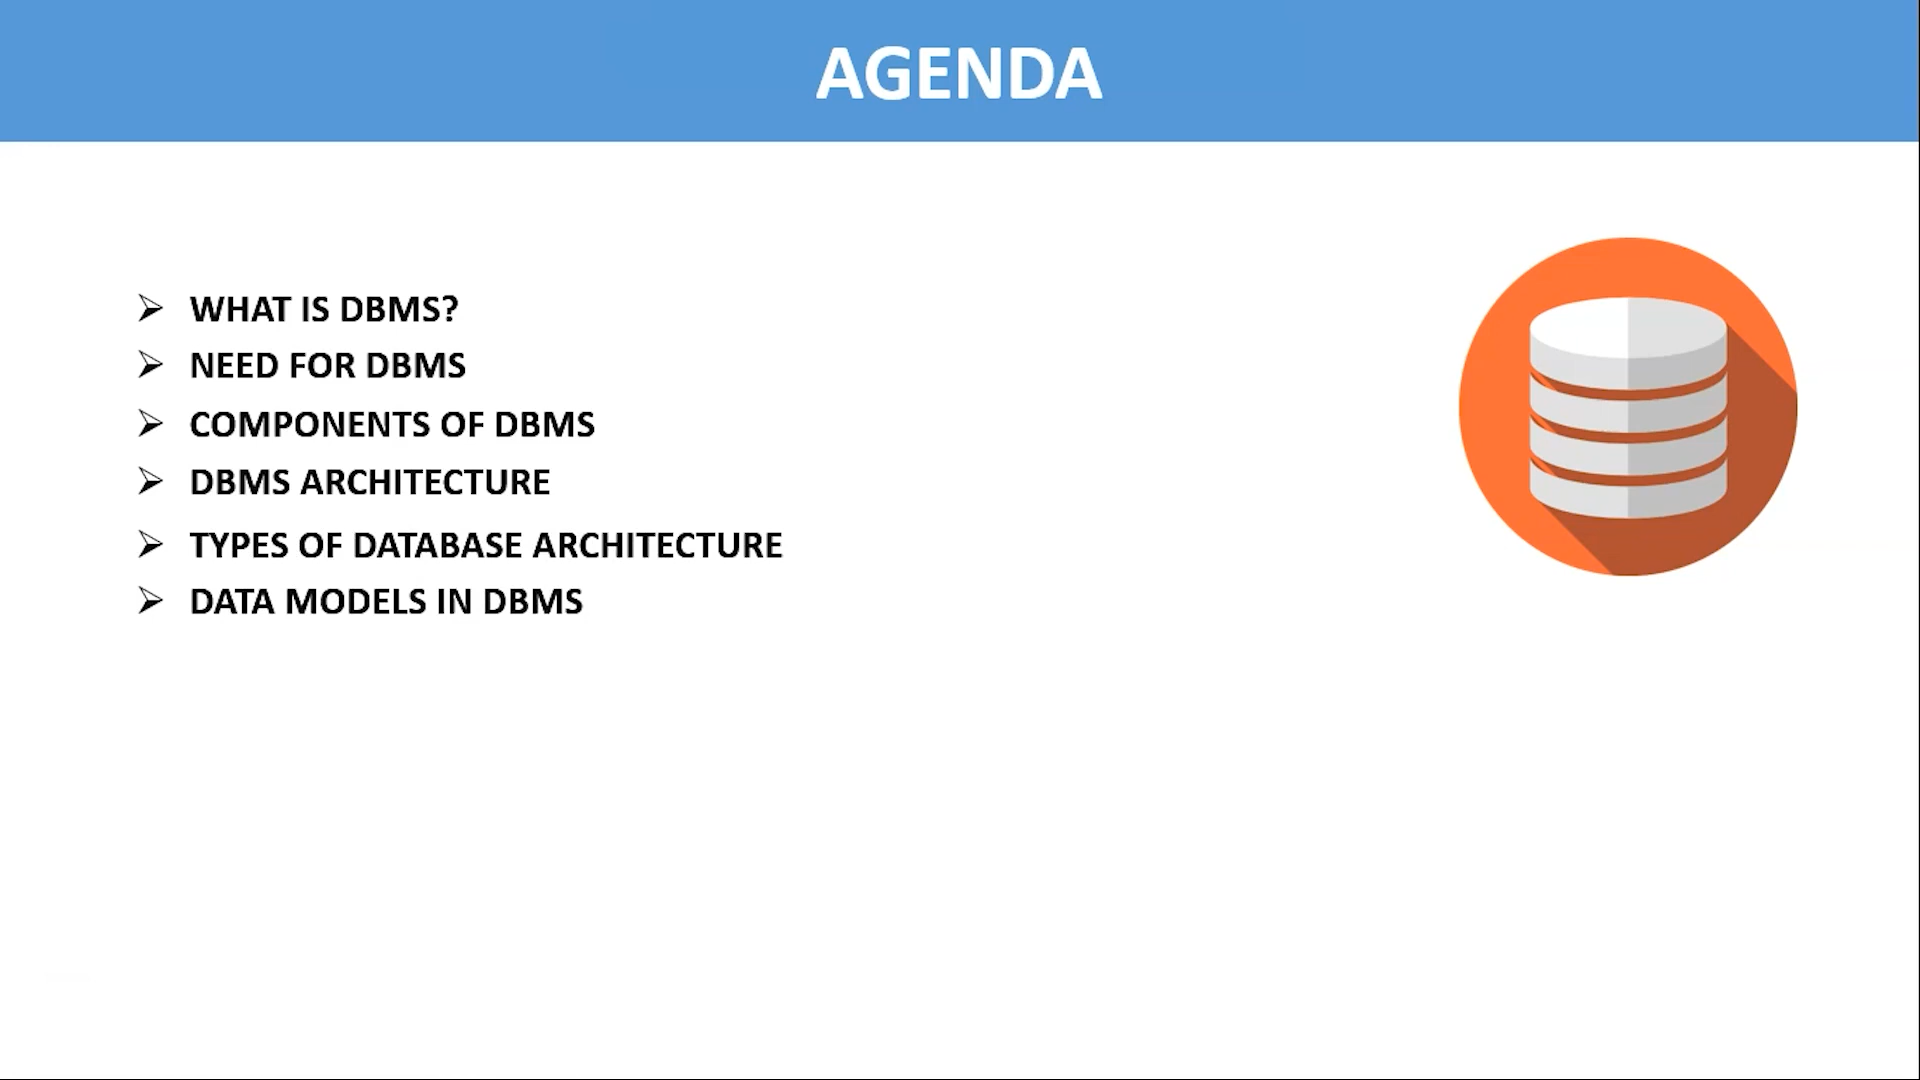 AGENDA
➢ WHAT IS DBMS?
➢ NEED FOR DBMS
➢ COMPONENTS OF DBMS
➢ DBMS ARCHITECTURE
➢ TYPES OF DATABASE ARCHITECTURE
➢ DATA MODELS IN DBMS